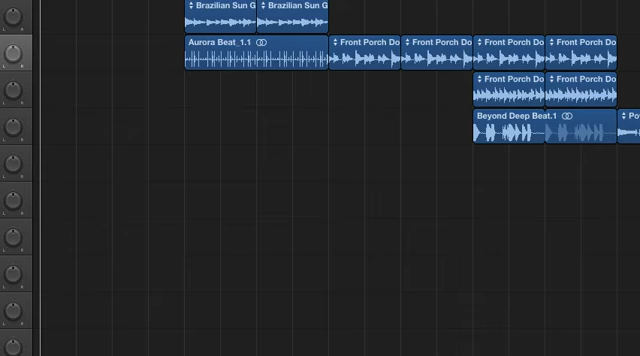 Brazilian Sun G Brazilian Sun G
Aurora Beat_1.1 Front Porch Do Front Porch Do Front Porch Do Front Porch Do
Front Porch Do Front Porch Do
Beyond Deep Beat.1 Po
L R
L R
L R
L R
L R
L R
L R
L R
L R